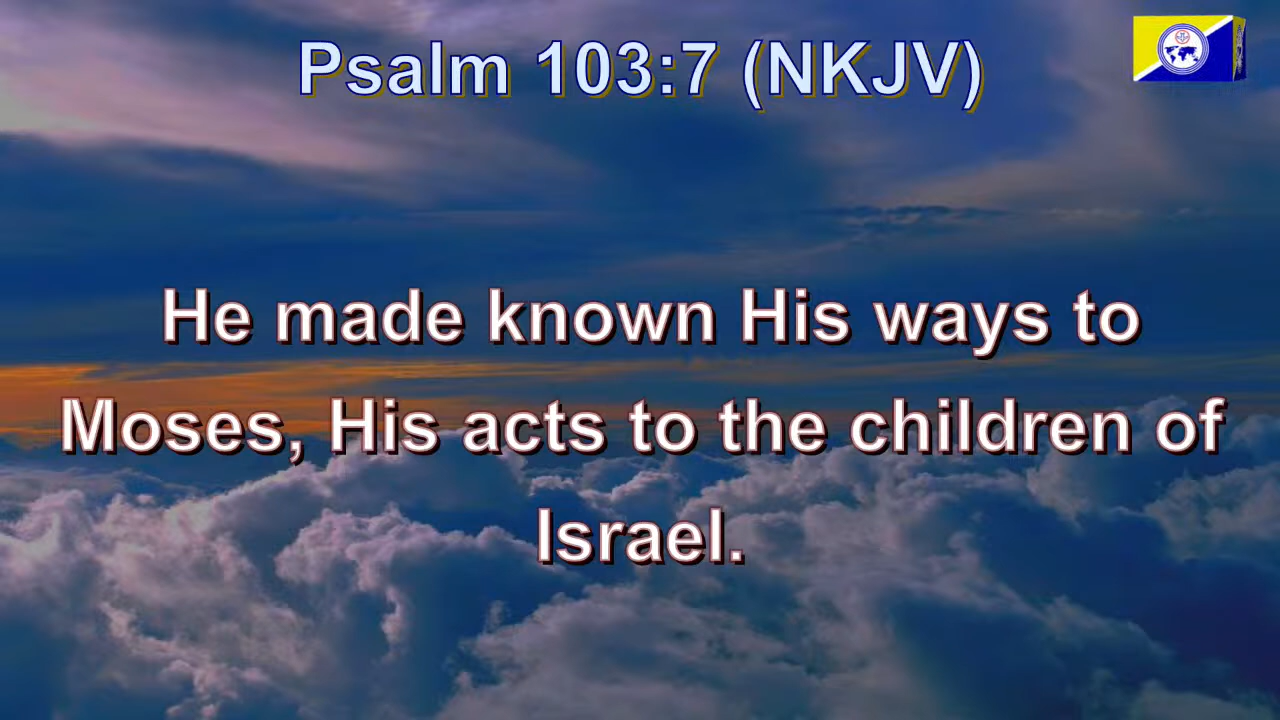 Psalm 103:7 (NKJV)
He made known His ways to
Moses, His acts to the children of
Israel.